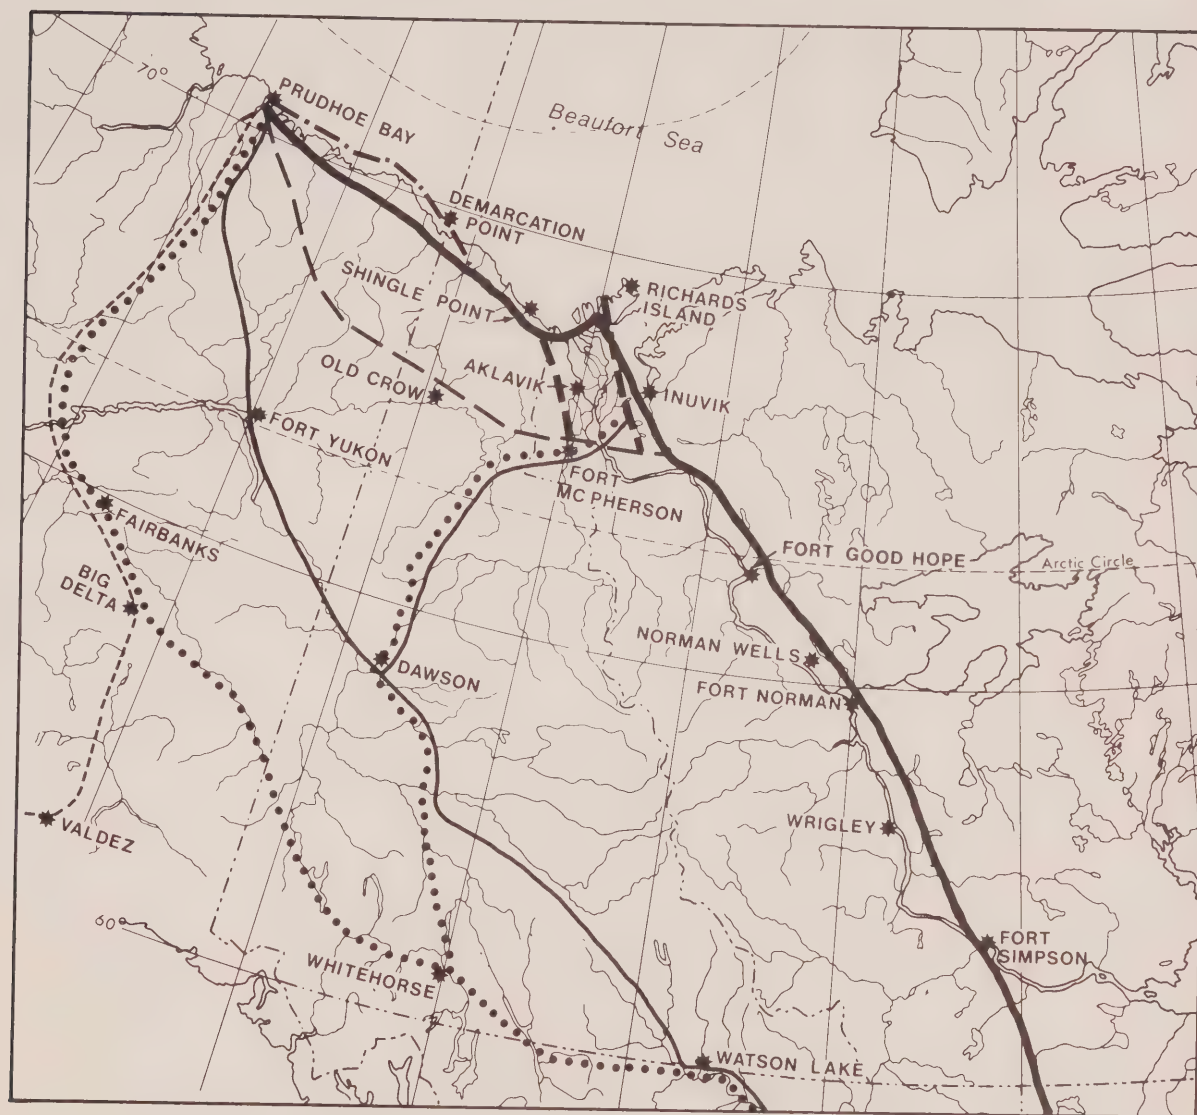 70°
PRUDHOE BAY
Beaufort Sea
DEMARCATION
POINT
SHINGLE POINT
RICHARDS
ISLAND
OLD CROW
AKLAVIK
INUVIK
FORT YUKON
FORT
MCPHERSON
FAIRBANKS
FORT GOOD HOPE
Arctic Circle
BIG
DELTA
NORMAN WELLS
DAWSON
FORT NORMAN
VALDEZ
WRIGLEY
60°
FORT
SIMPSON
WHITEHORSE
WATSON LAKE